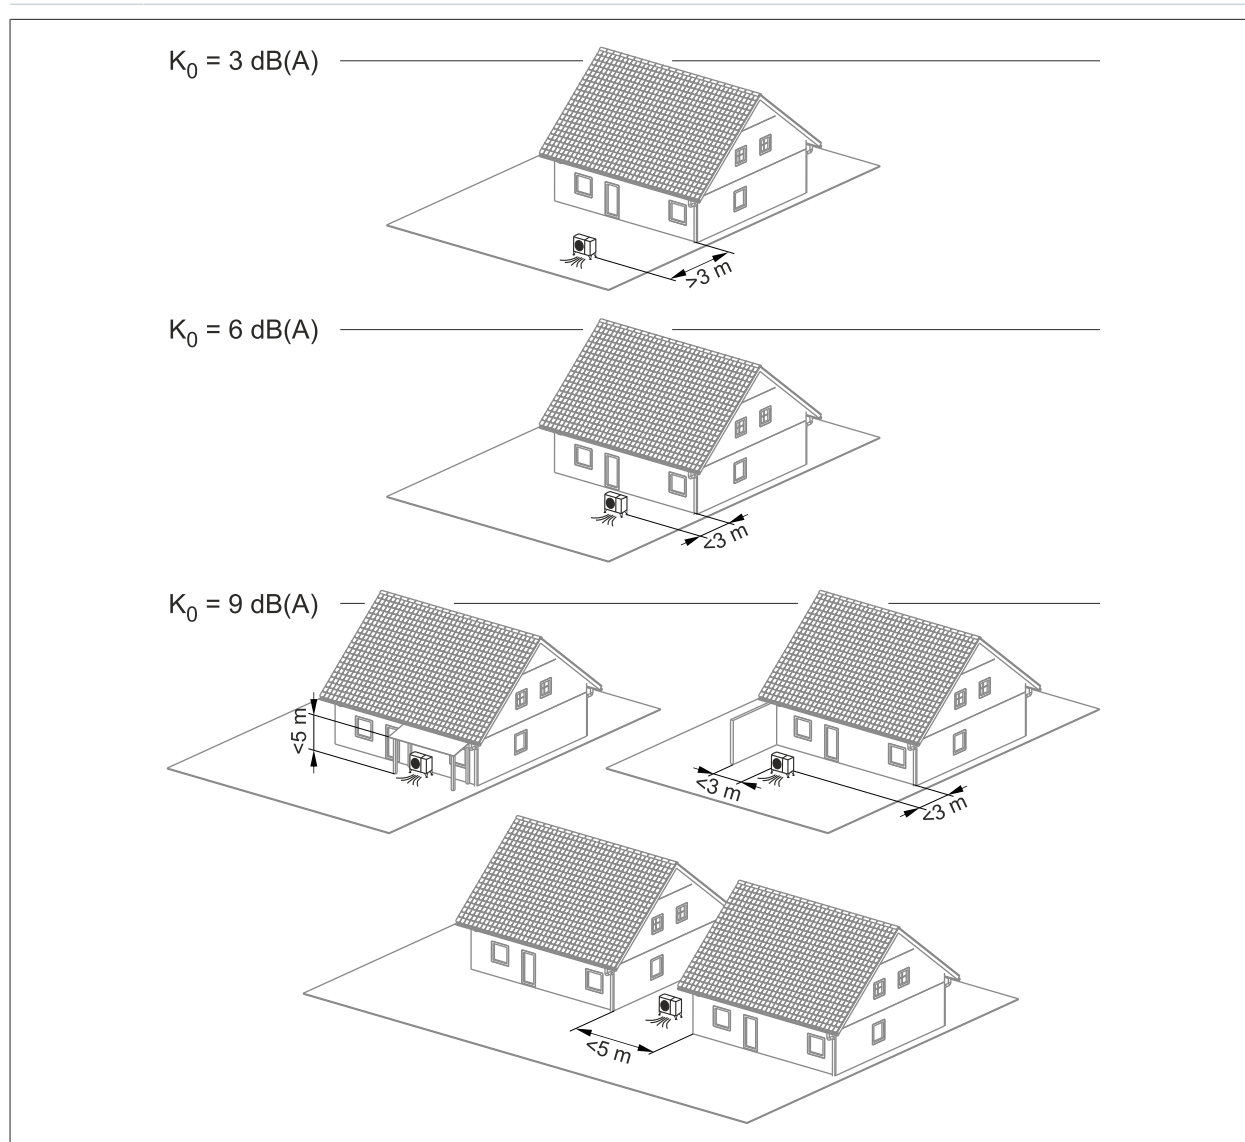 K₀ = 3 dB(A)
>3 m
K₀ = 6 dB(A)
<3 m
K₀ = 9 dB(A)
<5 m
<3 m
<3 m
<5 m